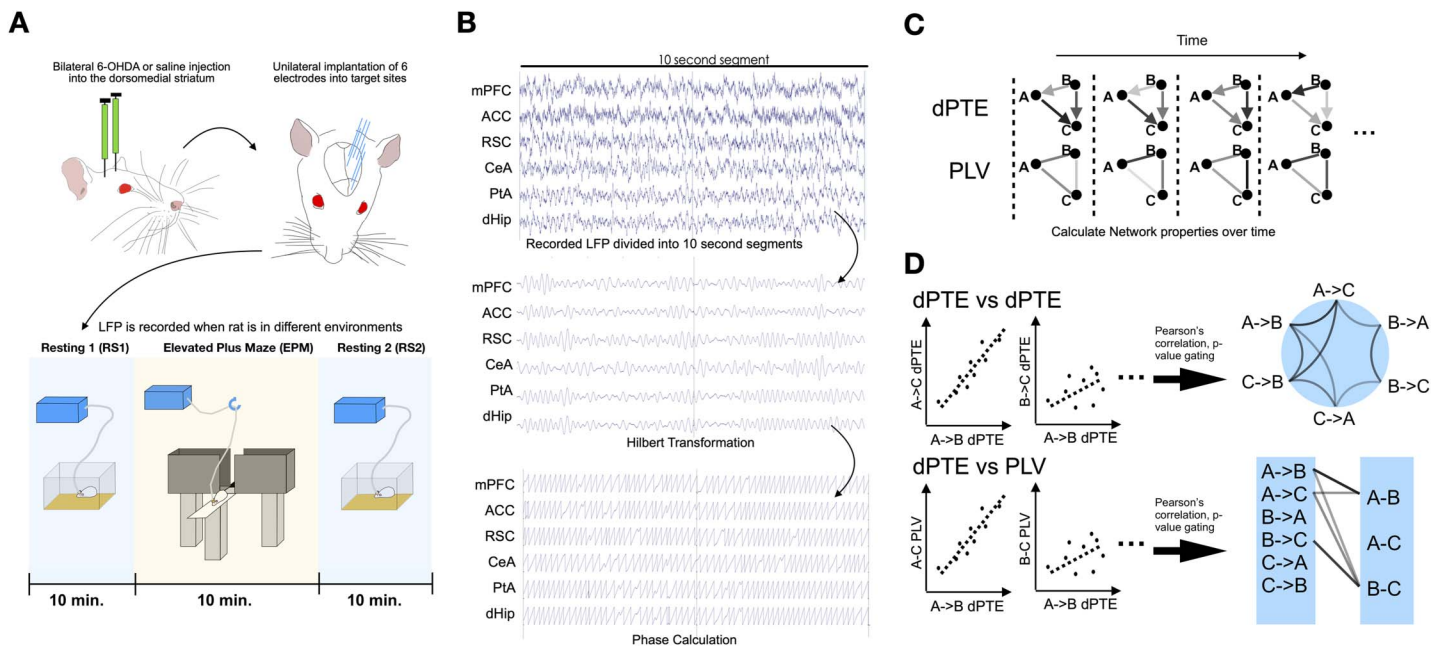 A
Bilateral 6-OHDA or saline injection
into the dorsomedial striatum
Unilateral implantation of 6
electrodes into target sites
LFP is recorded when rat is in different environments
Resting 1 (RS1)
Elevated Plus Maze (EPM)
Resting 2 (RS2)
10 min.
10 min.
10 min.
B
10 second segment
mPFC
ACC
RSC
CeA
PtA
dHip
Recorded LFP divided into 10 second segments
mPFC
ACC
RSC
CeA
PtA
dHip
Hilbert Transformation
mPFC
ACC
RSC
CeA
PtA
dHip
Phase Calculation
C
Time
dPTE
A B C
A B C
A B C
A B C
...
PLV
A B C
A B C
A B C
A B C
Calculate Network properties over time
D
dPTE vs dPTE
A->C dPTE
A->B dPTE
B->C dPTE
A->B dPTE
...
Pearson's
correlation, p-
value gating
A->C
A->B
B->A
C->B
B->C
C->A
dPTE vs PLV
A-C PLV
A->B dPTE
B-C PLV
A->B dPTE
...
Pearson's
correlation, p-
value gating
A->B
A->C
B->A
B->C
C->A
C->B
A-B
A-C
B-C